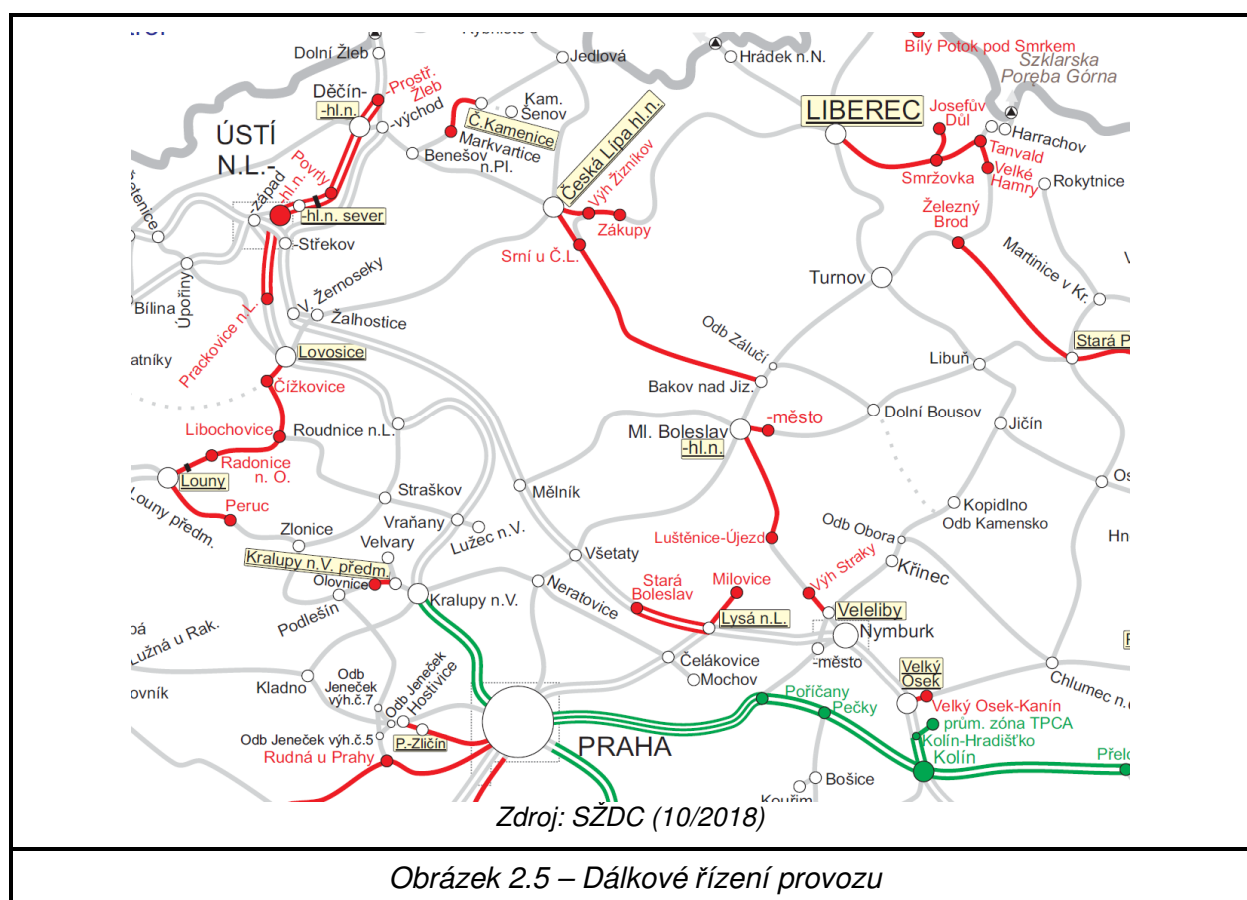 Dolní Žleb
Jedlová
Hrádek n.N.
Bílý Potok pod Smrkem
Szklarska
Poręba Górna
Děčín-
-hl.n.
-Prostř.
Žleb
-východ
Kam.
Šenov
Č.Kamenice
Markvartice
Benešov
n.Pl.
Česká Lípa hl.n.
LIBEREC
Josefův
Důl
Harrachov
Tanvald
Velké
Hamry
Smržovka
Rokytnice
ÚSTÍ
N.L.-
-západ
-hl.n.
Povrly
-hl.n. sever
-Střekov
Výh Žizníkov
Zákupy
Srní u Č.L.
Železný
Brod
Martinice v Kr.
Turnov
Úpořiny
Bílina
V. Žernoseky
Žalhostice
Prackovice n.L.
Lovosice
Čížkovice
Odb Zálučí
Libuň
Stará P
Bakov nad Jiz.
Libochovice
Roudnice n.L.
Radonice
n. O.
Louny
Peruc
Louny předm.
Ml. Boleslav
-hl.n.
-město
Dolní Bousov
Jičín
Straškov
Mělník
Zlonice
Vraňany
Lužec n.V.
Velvary
Kopidlno
Odb Kamensko
Odb Obora
Luštěnice-Újezd
Kralupy n.V. předm.
Olovnice
Kralupy n.V.
Podlešín
Všetaty
Neratovice
Stará
Boleslav
Milovice
Výh Straky
Křinec
Lysá n.L.
Veleliby
Nymburk
-město
Lužná u Rak.
Kladno
Odb
Jeneček
výh.č.7
Odb Jeneček
Hostivice
Odb Jeneček výh.č.5
P.-Zličín
Rudná u Prahy
PRAHA
Čelákovice
Mochov
Poříčany
Pečky
Velký
Osek
Velký Osek-Kanín
prům. zóna TPCA
Kolín-Hradišťko
Kolín
Bošice
Kouřim
Zdroj: SŽDC (10/2018)
Obrázek 2.5 – Dálkové řízení provozu